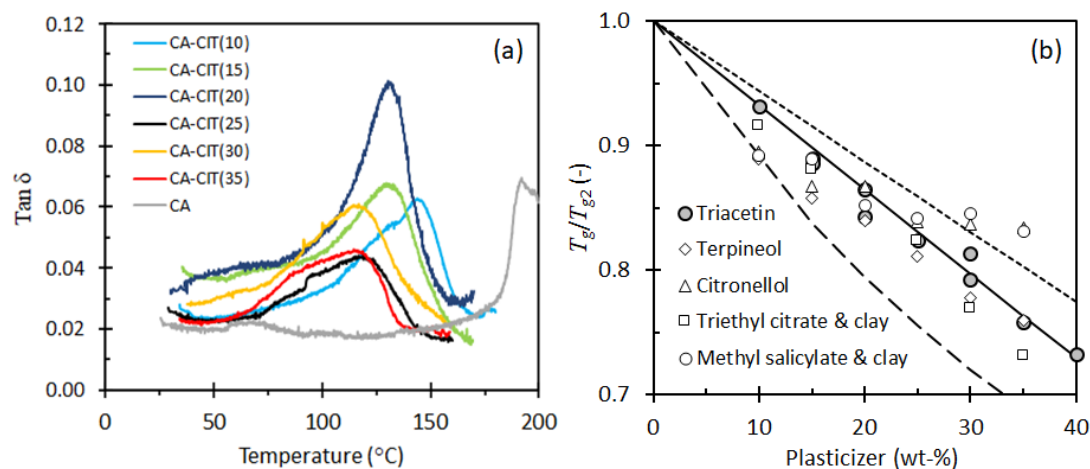 (a)
Tan δ
0.12
0.10
0.08
0.06
0.04
0.02
0.00
CA-CIT(10)
CA-CIT(15)
CA-CIT(20)
CA-CIT(25)
CA-CIT(30)
CA-CIT(35)
CA
0 50 100 150 200
Temperature (°C)
(b)
Tg/Tg2 (-)
1.0
0.9
0.8
0.7
Triacetin
Terpineol
Citronellol
Triethyl citrate & clay
Methyl salicylate & clay
0 10 20 30 40
Plasticizer (wt-%)